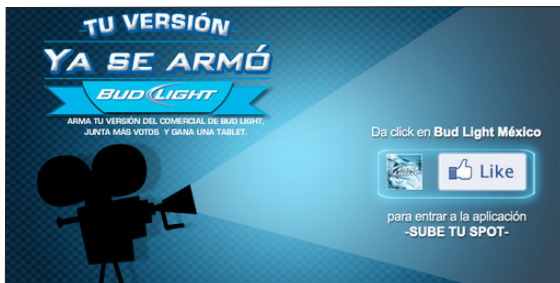 TU VERSIÓN
YA SE ARMÓ
BUD LIGHT
ARMA TU VERSIÓN DEL COMERCIAL DE BUD LIGHT,
JUNTA MÁS VOTOS Y GANA UNA TABLET.
Da click en Bud Light México
Like
para entrar a la aplicación
-SUBE TU SPOT-